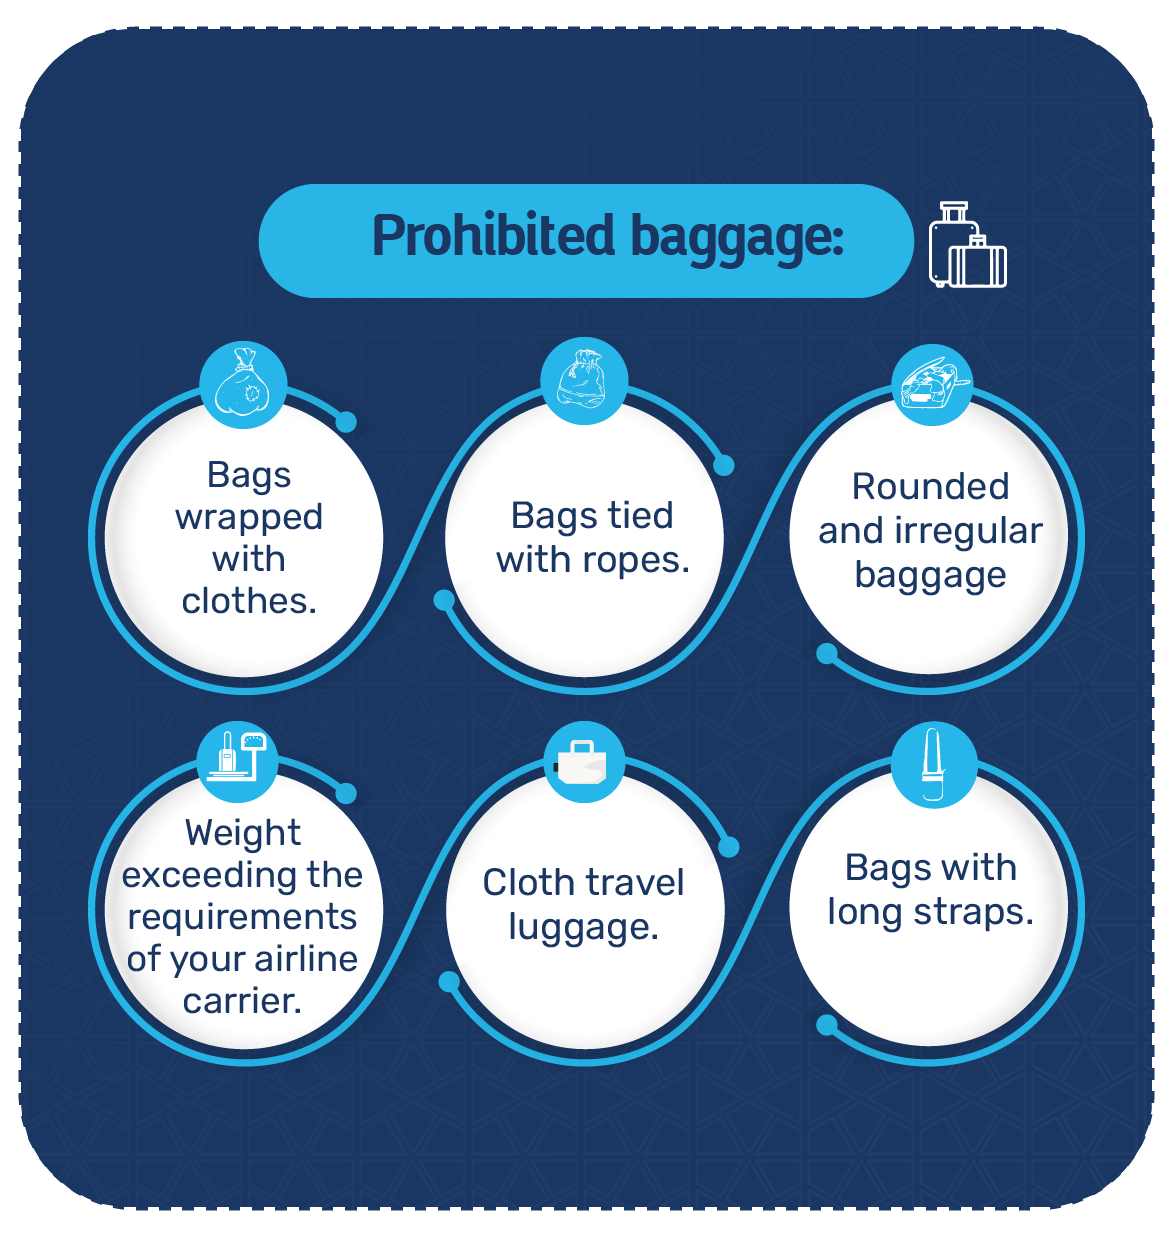 Prohibited baggage:
Bags
wrapped
with
clothes.
Bags tied
with ropes.
Rounded
and irregular
baggage
Weight
exceeding the
requirements
of your airline
carrier.
Cloth travel
luggage.
Bags with
long straps.